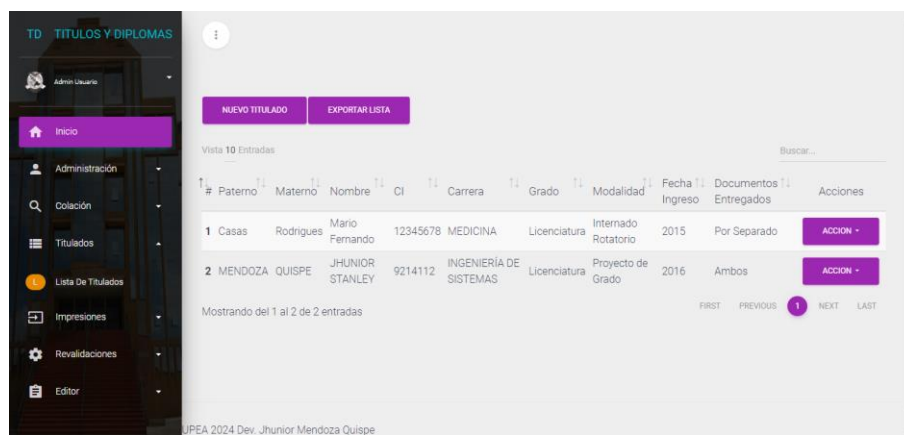 TD TITULOS Y DIPLOMAS
Admin Usuario
Inicio
Administración
Colación
Titulados
L Lista De Titulados
Impresiones
Revalidaciones
Editor
NUEVO TITULADO EXPORTAR LISTA
Vista 10 Entradas Buscar...
# Paterno Materno Nombre CI Carrera Grado Modalidad Fecha Ingreso Documentos Entregados Acciones
1 Casas Rodrigues Mario Fernando 12345678 MEDICINA Licenciatura Internado Rotatorio 2015 Por Separado ACCION
2 MENDOZA QUISPE JHUNIOR STANLEY 9214112 INGENIERÍA DE SISTEMAS Licenciatura Proyecto de Grado 2016 Ambos ACCION
Mostrando del 1 al 2 de 2 entradas FIRST PREVIOUS 1 NEXT LAST
UPEA 2024 Dev. Jhunior Mendoza Quispe